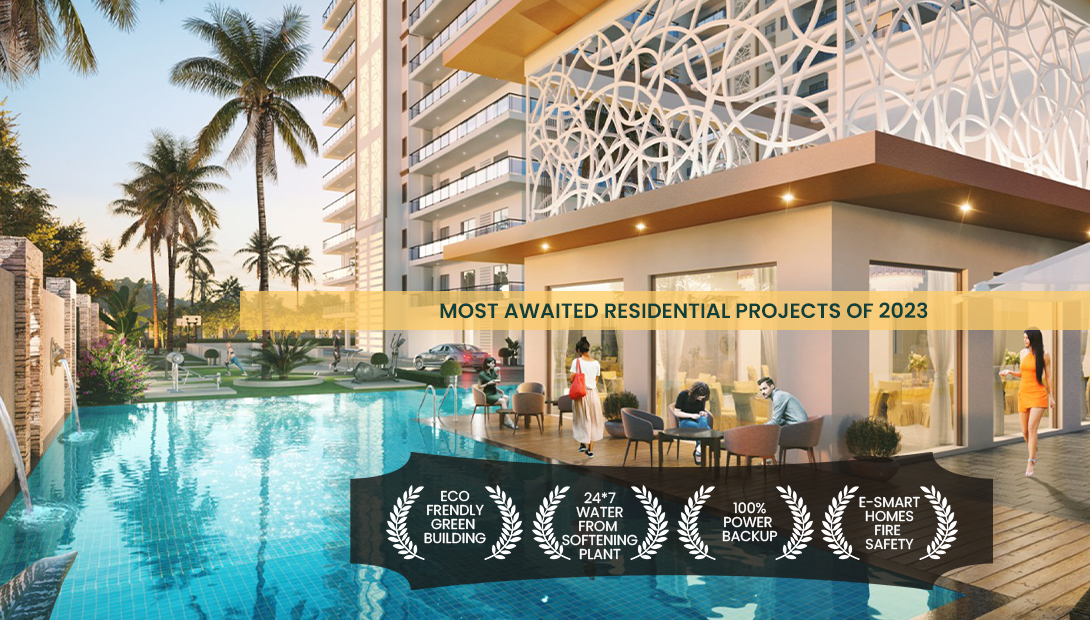 MOST AWAITED RESIDENTIAL PROJECTS OF 2023
ECO
FRENDLY
GREEN
BUILDING
24*7
WATER
FROM
SOFTENING
PLANT
100%
POWER
BACKUP
E-SMART
HOMES
FIRE
SAFETY